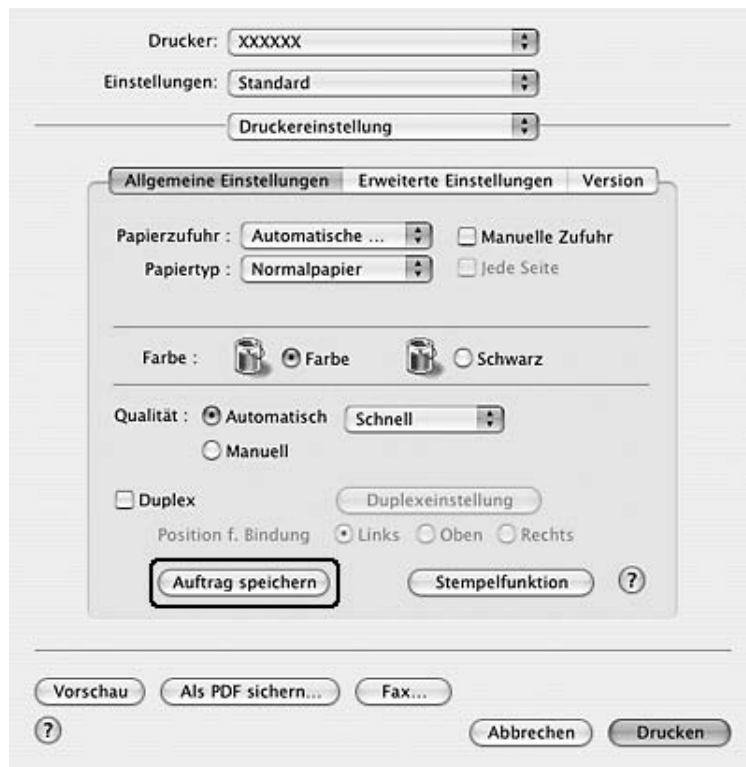 Drucker: XXXXXX
Einstellungen: Standard
Druckereinstellung
Allgemeine Einstellungen Erweiterte Einstellungen Version
Papierzufuhr : Automatische ... Manuelle Zufuhr
Papiertyp : Normalpapier Jede Seite
Farbe : Farbe Schwarz
Qualität : Automatisch Schnell
Manuell
Duplex Duplexeinstellung
Position f. Bindung Links Oben Rechts
Auftrag speichern Stempelfunktion ?
Vorschau Als PDF sichern... Fax...
? Abbrechen Drucken